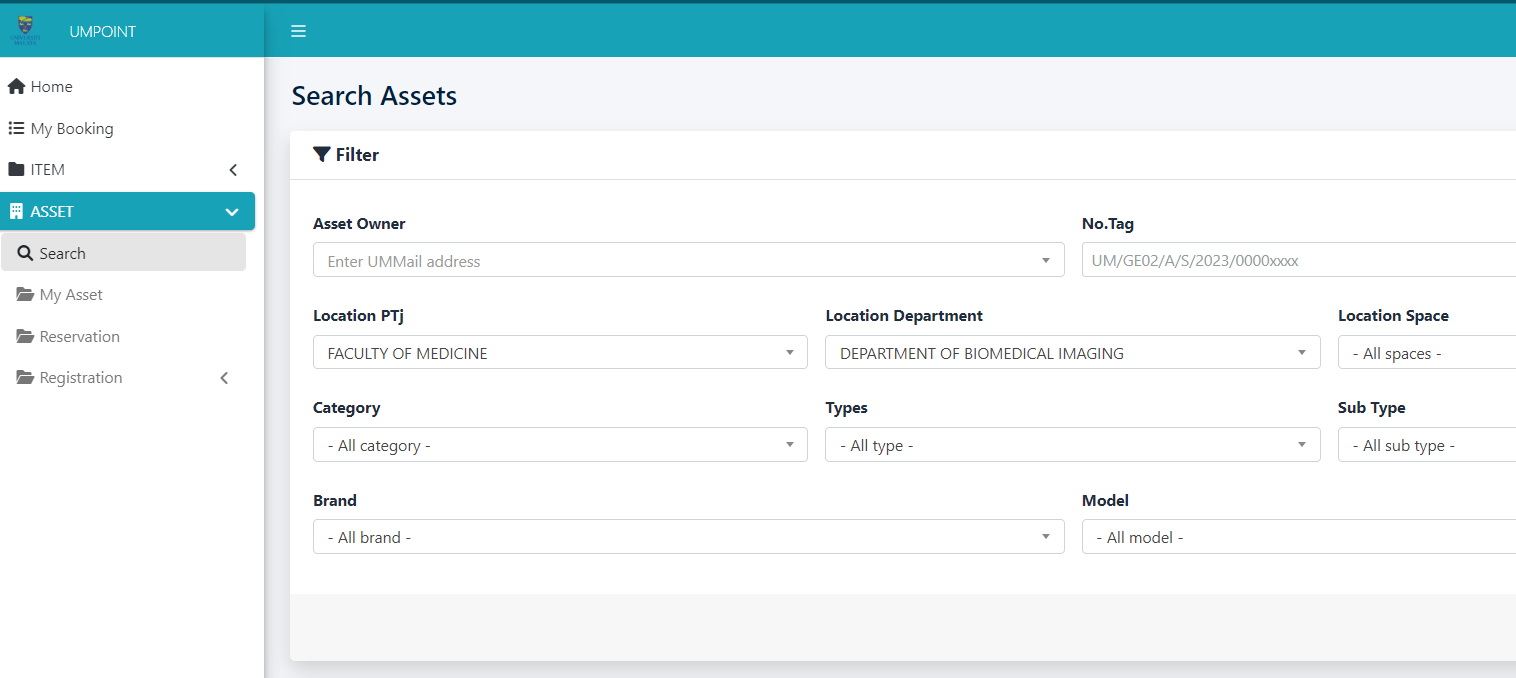 UMPOINT
Home
My Booking
ITEM
ASSET
Search
My Asset
Reservation
Registration
Search Assets
Filter
Asset Owner
No.Tag
Enter UMMail address
UM/GE02/A/S/2023/0000xxxx
Location PTj
Location Department
Location Space
FACULTY OF MEDICINE
DEPARTMENT OF BIOMEDICAL IMAGING
- All spaces -
Category
Types
Sub Type
- All category -
- All type -
- All sub type -
Brand
Model
- All brand -
- All model -